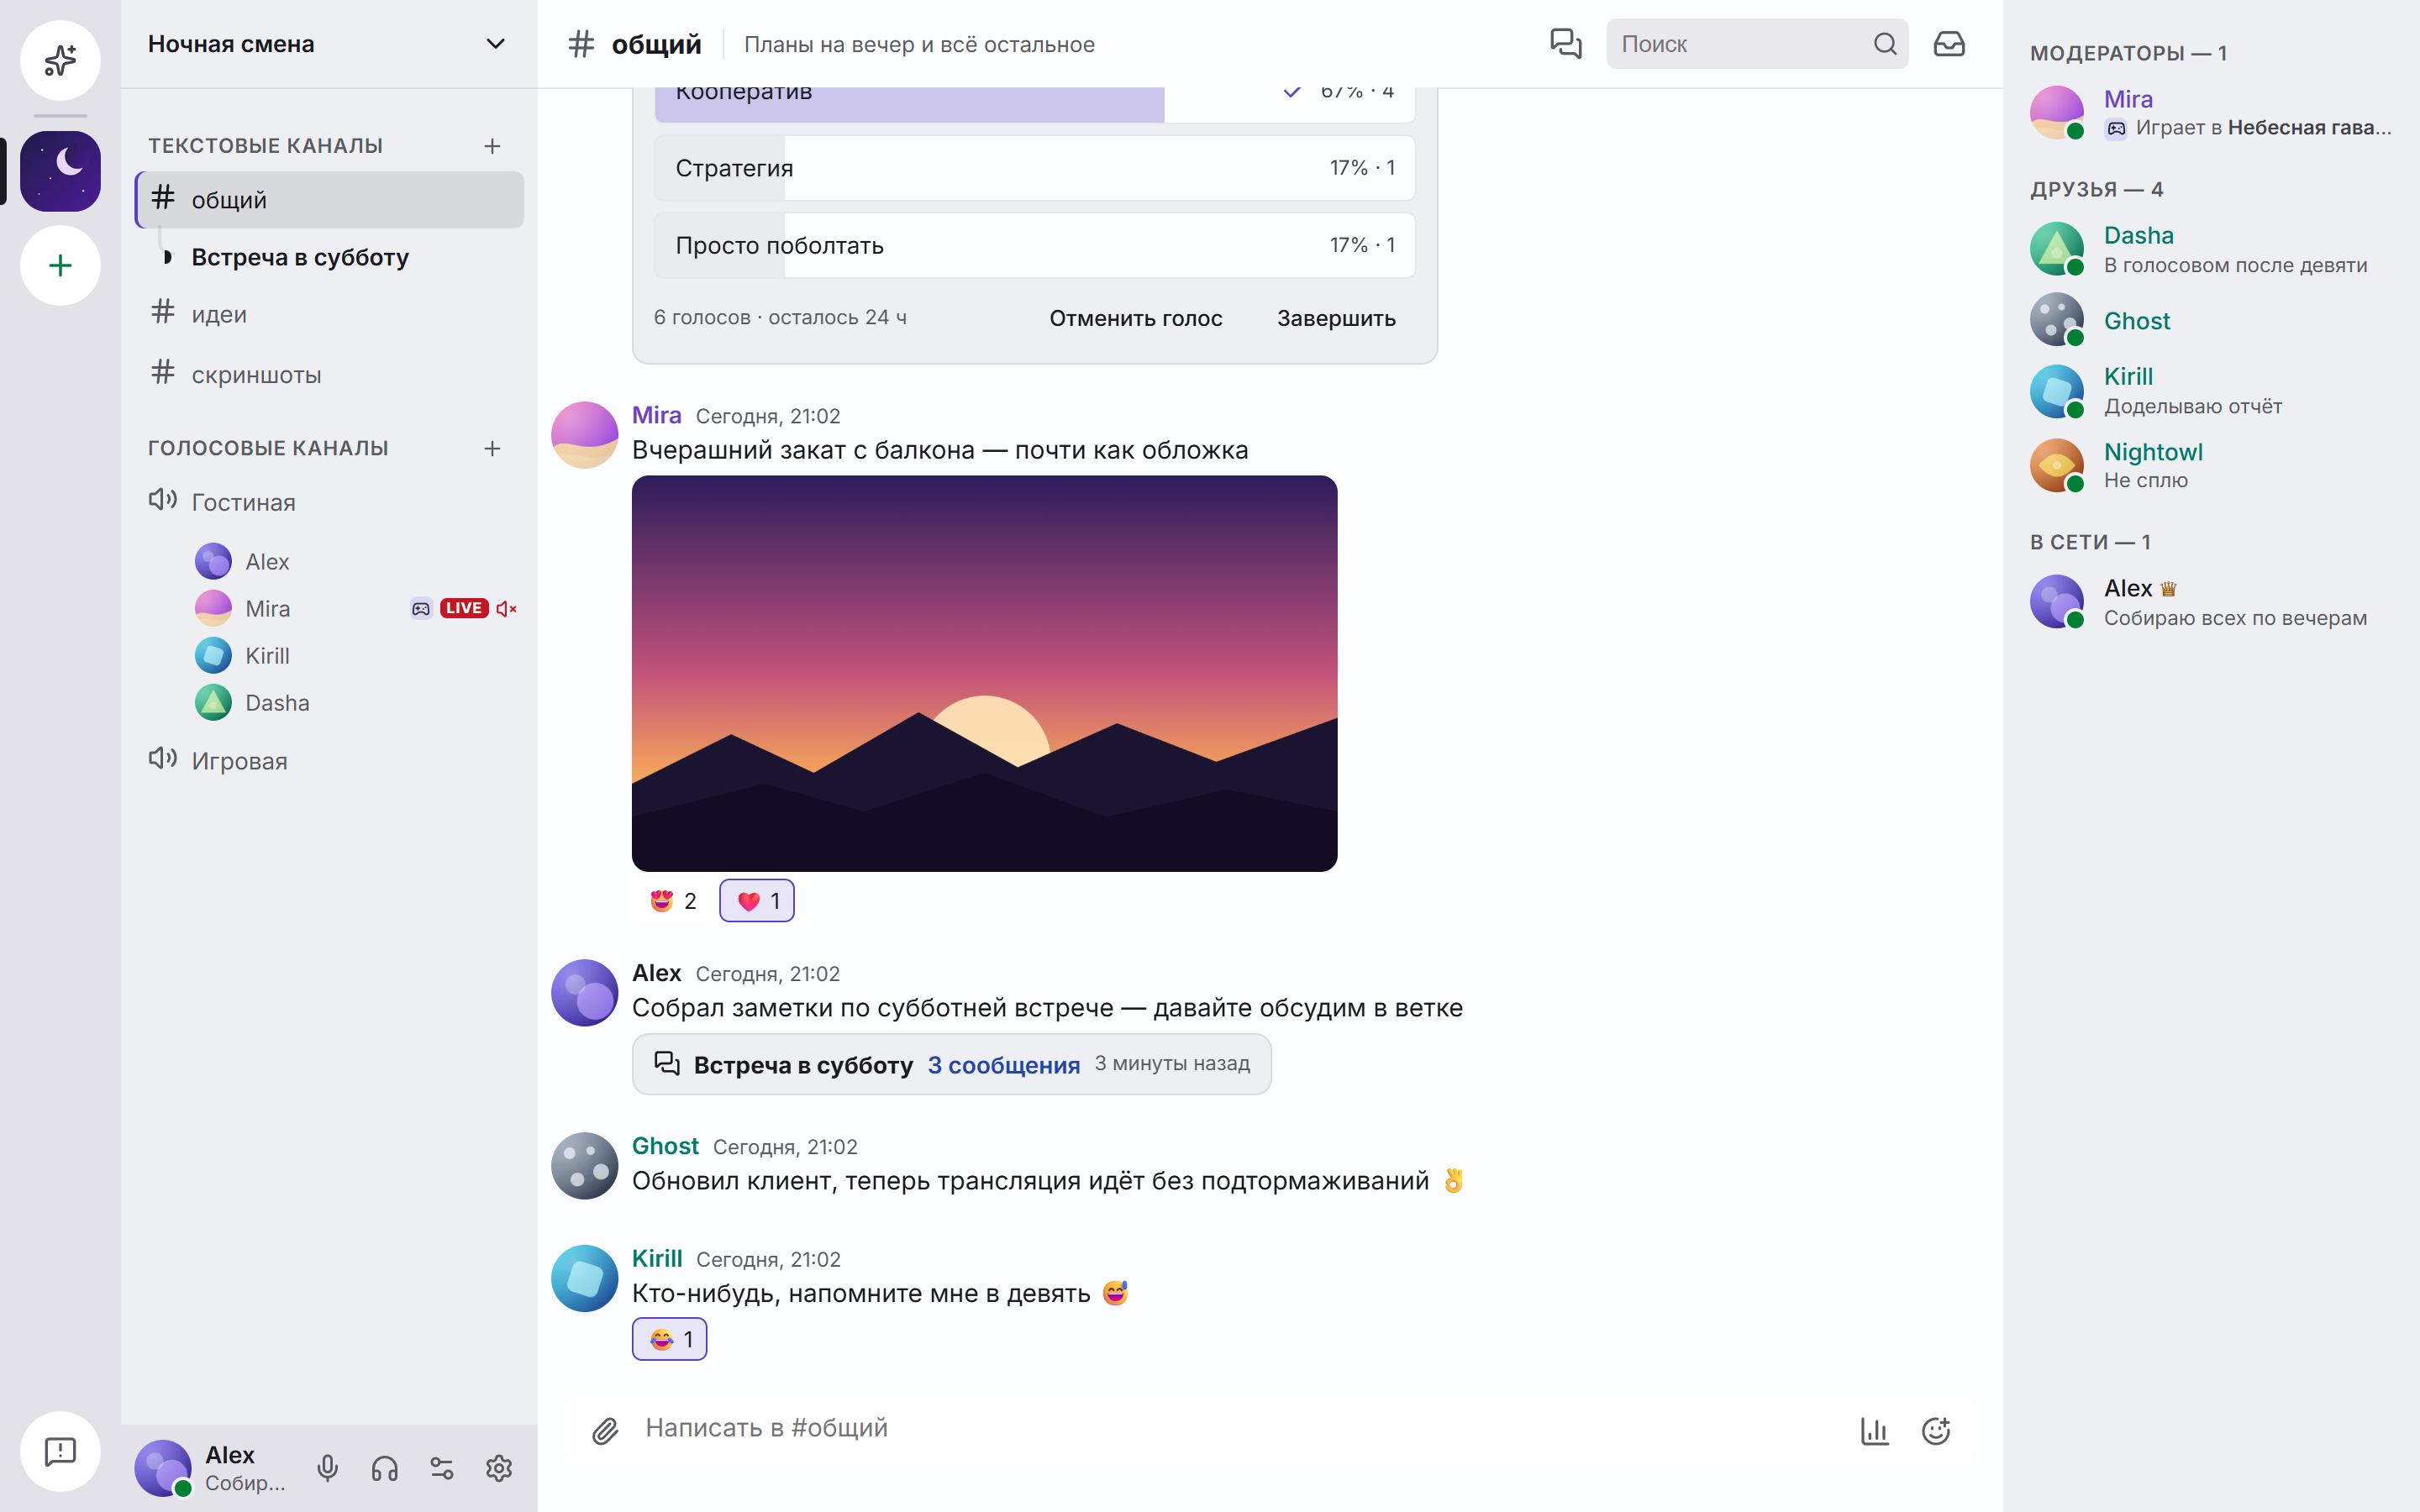 Ночная смена
ТЕКСТОВЫЕ КАНАЛЫ
общий
Встреча в субботу
идеи
скриншоты
ГОЛОСОВЫЕ КАНАЛЫ
Гостиная
Alex
Mira LIVE
Kirill
Dasha
Игровая
Alex
Собир...
# общий Планы на вечер и всё остальное
Поиск
Кооператив 67% · 4
Стратегия 17% · 1
Просто поболтать 17% · 1
6 голосов · осталось 24 ч Отменить голос Завершить
Mira Сегодня, 21:02
Вчерашний закат с балкона — почти как обложка
2 1
Alex Сегодня, 21:02
Собрал заметки по субботней встрече — давайте обсудим в ветке
Встреча в субботу 3 сообщения 3 минуты назад
Ghost Сегодня, 21:02
Обновил клиент, теперь трансляция идёт без подтормаживаний 👌
Kirill Сегодня, 21:02
Кто-нибудь, напомните мне в девять 😅
1
Написать в #общий
МОДЕРАТОРЫ — 1
Mira
Играет в Небесная гава...
ДРУЗЬЯ — 4
Dasha
В голосовом после девяти
Ghost
Kirill
Доделываю отчёт
Nightowl
Не сплю
В СЕТИ — 1
Alex
Собираю всех по вечерам